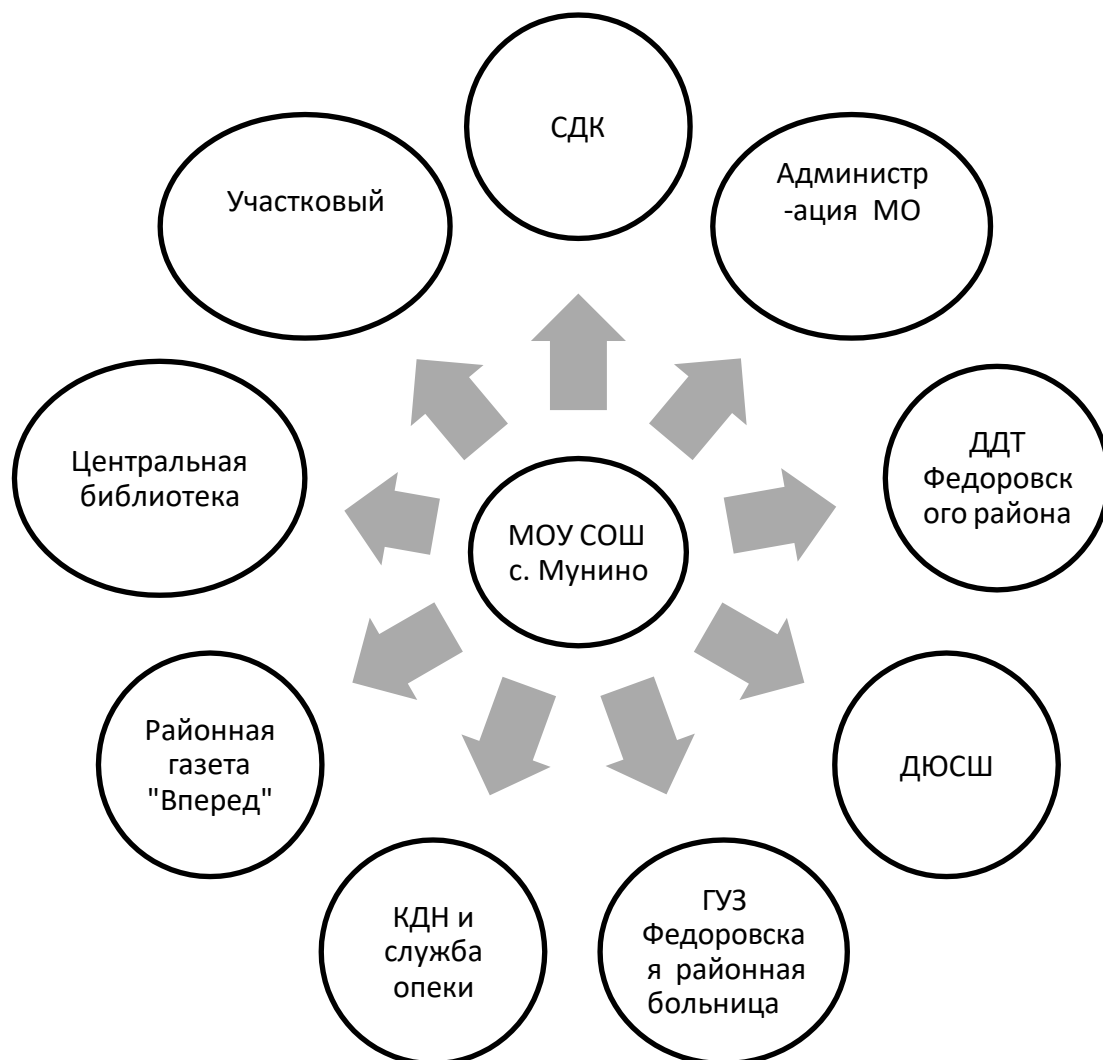 СДК
Администр
-ация МО
Участковый
ДДТ
Федоровск
ого района
Центральная
библиотека
МОУ СОШ
с. Мунино
Районная
газета
"Вперед"
ДЮСШ
КДН и
служба
опеки
ГУЗ
Федоровска
я районная
больница